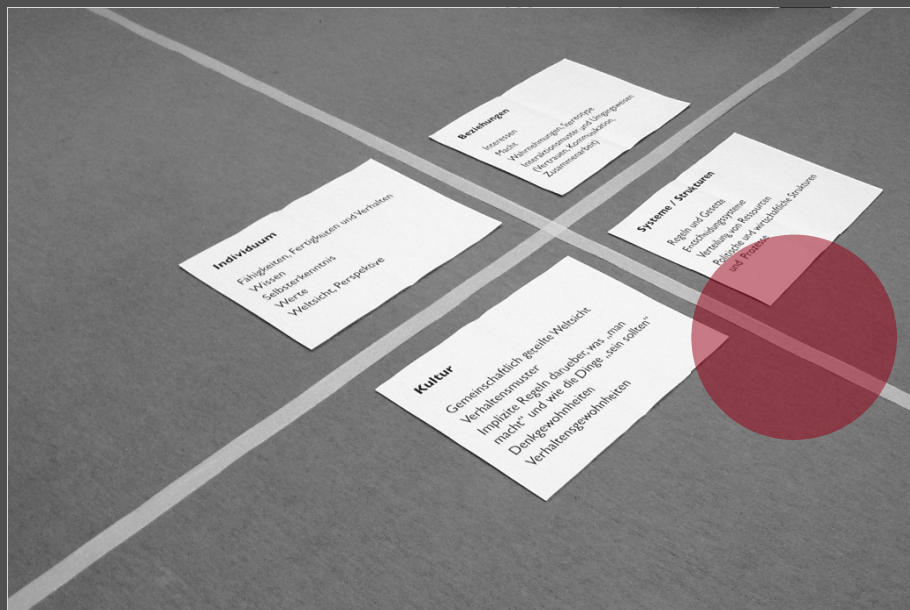 Beziehungen
Interessen
Macht
Wahrnehmungen, Stereotype
Interaktionsmuster und Umgangsweisen
(Vertrauen, Kommunikation,
Zusammenarbeit)
Systeme / Strukturen
Regeln und Gesetze
Entscheidungssysteme
Verteilung von Ressourcen
Politische und wirtschaftliche Strukturen
und Prozesse
Individuum
Fähigkeiten, Fertigkeiten und Verhalten
Wissen
Selbsterkenntnis
Werte
Weltsicht, Perspektive
Kultur
Gemeinschaftlich geteilte Weltsicht
Verhaltensmuster
Implizite Regeln darueber, was „man
macht“ und wie die Dinge „sein sollten“
Denkgewohnheiten
Verhaltensgewohnheiten